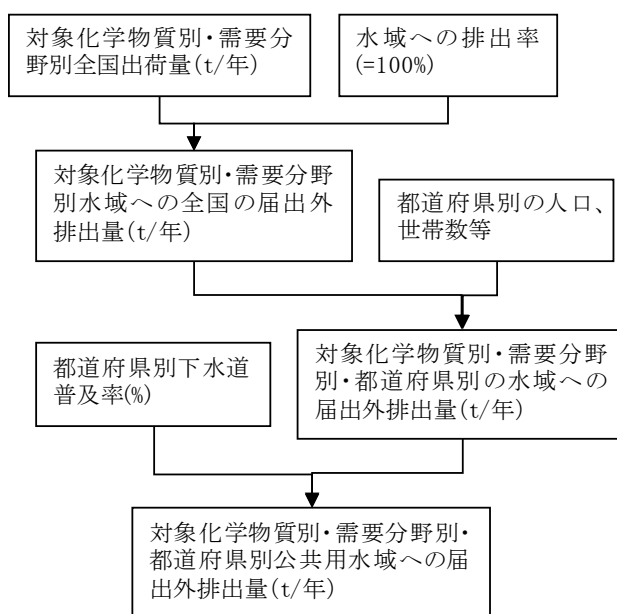 対象化学物質別・需要分
野別全国出荷量(t/年)
水域への排出率
(=100%)
対象化学物質別・需要分野
別水域への全国の届出外
排出量(t/年)
都道府県別の人口、
世帯数等
都道府県別下水道
普及率(%)
対象化学物質別・需要分野
別・都道府県別の水域への
届出外排出量(t/年)
対象化学物質別・需要分野別・
都道府県別公共用水域への届
出外排出量(t/年)